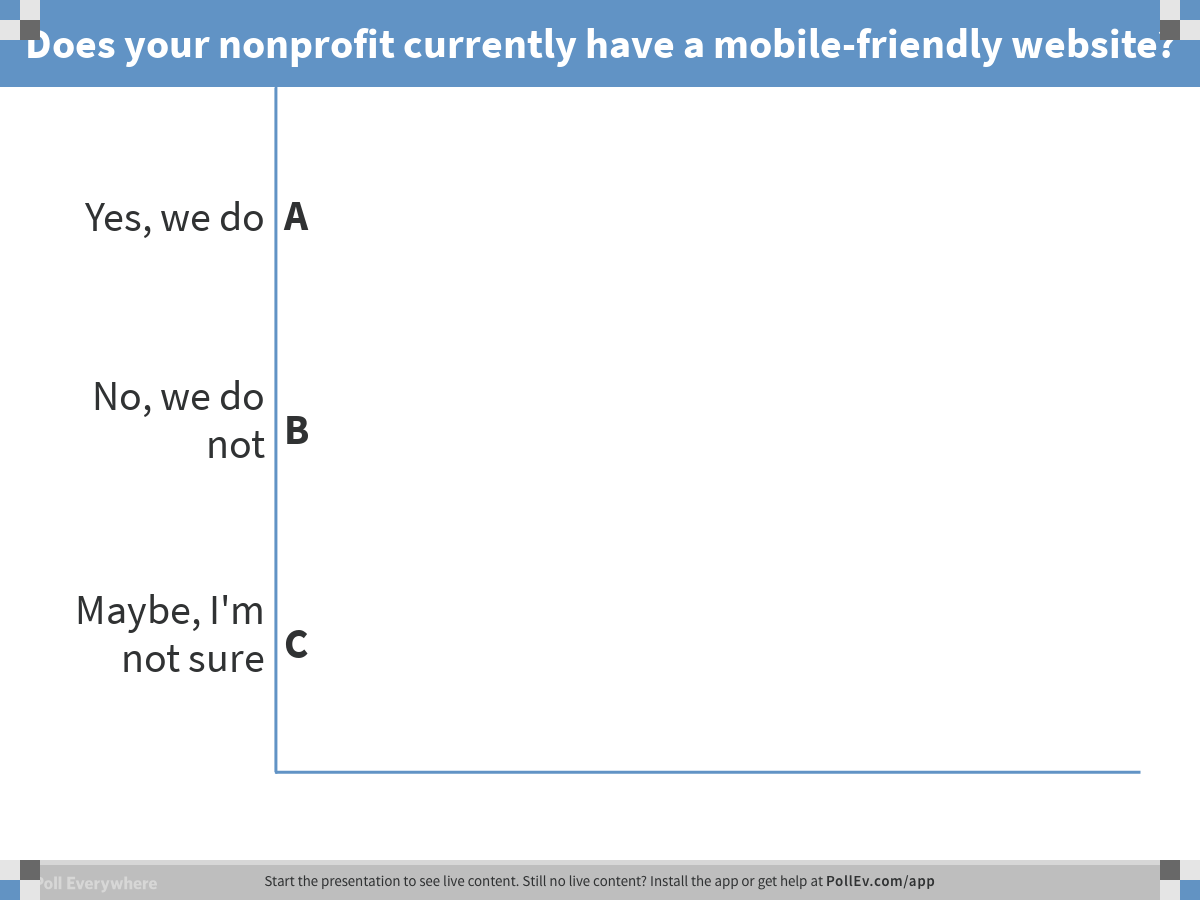 Does your nonprofit currently have a mobile-friendly website?
Yes, we do A
No, we do
not
B
Maybe, I'm
not sure
C
Poll Everywhere
Start the presentation to see live content. Still no live content? Install the app or get help at PollEv.com/app